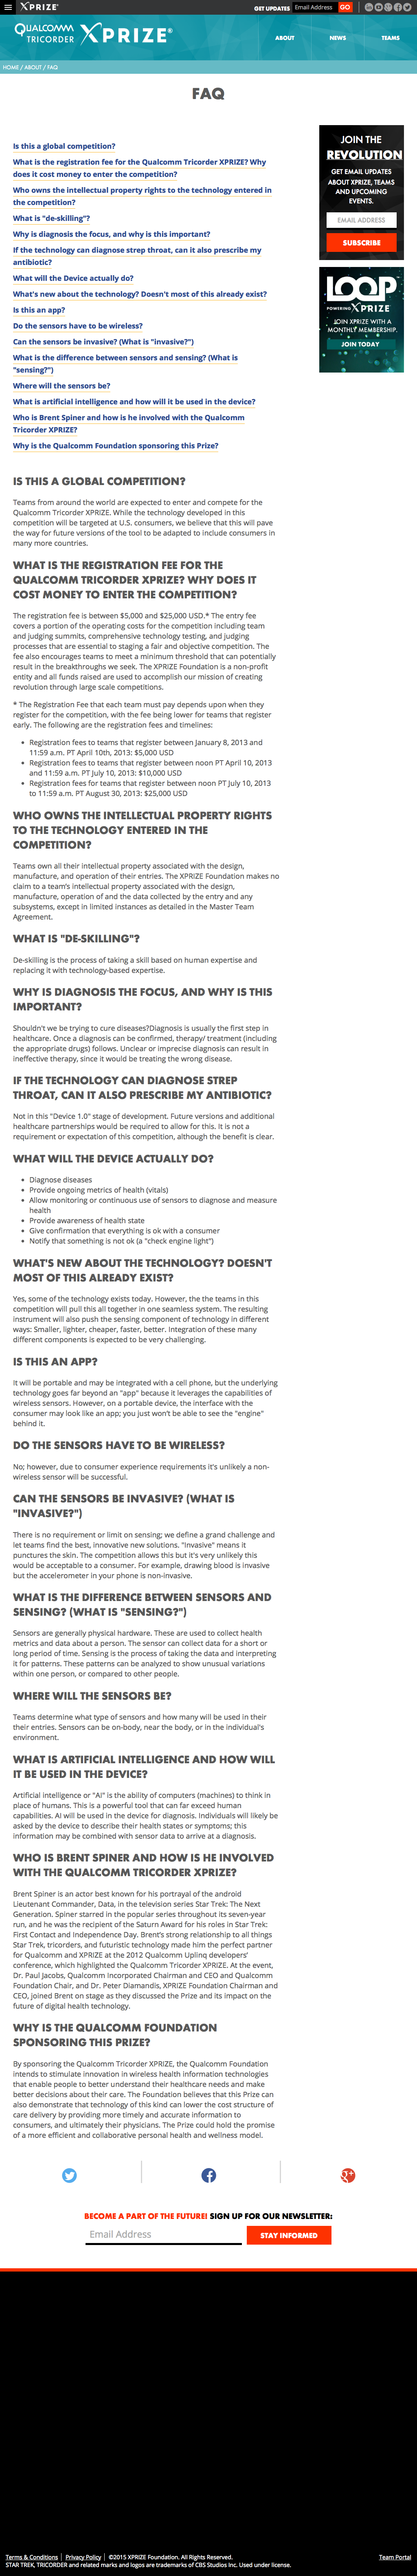 XPRIZE
GET UPDATES Email Address GO
QUALCOMM
TRICORDER XPRIZE
ABOUT NEWS TEAMS
HOME / ABOUT / FAQ
FAQ
Is this a global competition?
What is the registration fee for the Qualcomm Tricorder XPRIZE? Why
does it cost money to enter the competition?
Who owns the intellectual property rights to the technology entered in
the competition?
What is "de-skilling"?
Why is diagnosis the focus, and why is this important?
If the technology can diagnose strep throat, can it also prescribe my
antibiotic?
What will the Device actually do?
What's new about the technology? Doesn't most of this already exist?
Is this an app?
Do the sensors have to be wireless?
Can the sensors be invasive? (What is "invasive?")
What is the difference between sensors and sensing? (What is
"sensing?")
Where will the sensors be?
What is artificial intelligence and how will it be used in the device?
Who is Brent Spiner and how is he involved with the Qualcomm
Tricorder XPRIZE?
Why is the Qualcomm Foundation sponsoring this Prize?
JOIN THE
REVOLUTION
GET EMAIL UPDATES
ABOUT XPRIZE, TEAMS
AND UPCOMING
EVENTS.
EMAIL ADDRESS
SUBSCRIBE
LOOP
POWERING XPRIZE
JOIN XPRIZE WITH A
MONTHLY MEMBERSHIP.
JOIN TODAY
IS THIS A GLOBAL COMPETITION?
Teams from around the world are expected to enter and compete for the
Qualcomm Tricorder XPRIZE. While the technology developed in this
competition will be targeted at U.S. consumers, we believe that this will pave
the way for future versions of the tool to be adapted to include consumers in
many more countries.
WHAT IS THE REGISTRATION FEE FOR THE
QUALCOMM TRICORDER XPRIZE? WHY DOES IT
COST MONEY TO ENTER THE COMPETITION?
The registration fee is between $5,000 and $25,000 USD.* The entry fee
covers a portion of the operating costs for the competition including team
and judging summits, comprehensive technology testing, and judging
processes that are essential to staging a fair and objective competition. The
fee also encourages teams to meet a minimum threshold that can potentially
result in the breakthroughs we seek. The XPRIZE Foundation is a non-profit
entity and all funds raised are used to accomplish our mission of creating
revolution through large scale competitions.
* The Registration Fee that each team must pay depends upon when they
register for the competition, with the fee being lower for teams that register
early. The following are the registration fees and timelines:
• Registration fees to teams that register between January 8, 2013 and
11:59 a.m. PT April 10th, 2013: $5,000 USD
• Registration fees to teams that register between noon PT April 10, 2013
and 11:59 a.m. PT July 10, 2013: $10,000 USD
• Registration fees for teams that register between noon PT July 10, 2013
to 11:59 a.m. PT August 30, 2013: $25,000 USD
WHO OWNS THE INTELLECTUAL PROPERTY RIGHTS
TO THE TECHNOLOGY ENTERED IN THE
COMPETITION?
Teams own all their intellectual property associated with the design,
manufacture, and operation of their entries. The XPRIZE Foundation makes no
claim to a team's intellectual property associated with the design,
manufacture, operation of and the data collected by the entry and any
subsystems, except in limited instances as detailed in the Master Team
Agreement.
WHAT IS "DE-SKILLING"?
De-skilling is the process of taking a skill based on human expertise and
replacing it with technology-based expertise.
WHY IS DIAGNOSIS THE FOCUS, AND WHY IS THIS
IMPORTANT?
Shouldn't we be trying to cure diseases?Diagnosis is usually the first step in
healthcare. Once a diagnosis can be confirmed, therapy/ treatment (including
the appropriate drugs) follows. Unclear or imprecise diagnosis can result in
ineffective therapy, since it would be treating the wrong disease.
IF THE TECHNOLOGY CAN DIAGNOSE STREP
THROAT, CAN IT ALSO PRESCRIBE MY ANTIBIOTIC?
Not in this "Device 1.0" stage of development. Future versions and additional
healthcare partnerships would be required to allow for this. It is not a
requirement or expectation of this competition, although the benefit is clear.
WHAT WILL THE DEVICE ACTUALLY DO?
• Diagnose diseases
• Provide ongoing metrics of health (vitals)
• Allow monitoring or continuous use of sensors to diagnose and measure
health
• Provide awareness of health state
• Give confirmation that everything is ok with a consumer
• Notify that something is not ok (a "check engine light")
WHAT'S NEW ABOUT THE TECHNOLOGY? DOESN'T
MOST OF THIS ALREADY EXIST?
Yes, some of the technology exists today. However, the the teams in this
competition will pull this all together in one seamless system. The resulting
instrument will also push the sensing component of technology in different
ways: Smaller, lighter, cheaper, faster, better. Integration of these many
different components is expected to be very challenging.
IS THIS AN APP?
It will be portable and may be integrated with a cell phone, but the underlying
technology goes far beyond an "app" because it leverages the capabilities of
wireless sensors. However, on a portable device, the interface with the
consumer may look like an app; you just won't be able to see the "engine"
behind it.
DO THE SENSORS HAVE TO BE WIRELESS?
No; however, due to consumer experience requirements it's unlikely a non-
wireless sensor will be successful.
CAN THE SENSORS BE INVASIVE? (WHAT IS
"INVASIVE?")
There is no requirement or limit on sensing; we define a grand challenge and
let teams find the best, innovative new solutions. "Invasive" means it
punctures the skin. The competition allows this but it's very unlikely this
would be acceptable to a consumer. For example, drawing blood is invasive
but the accelerometer in your phone is non-invasive.
WHAT IS THE DIFFERENCE BETWEEN SENSORS AND
SENSING? (WHAT IS "SENSING?")
Sensors are generally physical hardware. These are used to collect health
metrics and data about a person. The sensor can collect data for a short or
long period of time. Sensing is the process of taking the data and interpreting
it for patterns. These patterns can be analyzed to show unusual variations
within one person, or compared to other people.
WHERE WILL THE SENSORS BE?
Teams determine what type of sensors and how many will be used in their
their entries. Sensors can be on-body, near the body, or in the individual's
environment.
WHAT IS ARTIFICIAL INTELLIGENCE AND HOW WILL
IT BE USED IN THE DEVICE?
Artificial intelligence or "AI" is the ability of computers (machines) to think in
place of humans. This is a powerful tool that can far exceed human
capabilities. AI will be used in the device for diagnosis. Individuals will likely be
asked by the device to describe their health states or symptoms; this
information may be combined with sensor data to arrive at a diagnosis.
WHO IS BRENT SPINER AND HOW IS HE INVOLVED
WITH THE QUALCOMM TRICORDER XPRIZE?
Brent Spiner is an actor best known for his portrayal of the android
Lieutenant Commander, Data, in the television series Star Trek: The Next
Generation. Spiner starred in the popular series throughout its seven-year
run, and he was the recipient of the Saturn Award for his roles in Star Trek:
First Contact and Independence Day. Brent's strong relationship to all things
Star Trek, tricorders, and futuristic technology made him the perfect partner
for Qualcomm and XPRIZE at the 2012 Qualcomm Uplinq developers'
conference, which highlighted the Qualcomm Tricorder XPRIZE. At the event,
Dr. Paul Jacobs, Qualcomm Incorporated Chairman and CEO and Qualcomm
Foundation Chair, and Dr. Peter Diamandis, XPRIZE Foundation Chairman and
CEO, joined Brent on stage as they discussed the Prize and its impact on the
future of digital health technology.
WHY IS THE QUALCOMM FOUNDATION
SPONSORING THIS PRIZE?
By sponsoring the Qualcomm Tricorder XPRIZE, the Qualcomm Foundation
intends to stimulate innovation in wireless health information technologies
that enable people to better understand their healthcare needs and make
better decisions about their care. The Foundation believes that this Prize can
also demonstrate that technology of this kind can lower the cost structure of
care delivery by providing more timely and accurate information to
consumers, and ultimately their physicians. The Prize could hold the promise
of a more efficient and collaborative personal health and wellness model.
BECOME A PART OF THE FUTURE! SIGN UP FOR OUR NEWSLETTER:
Email Address STAY INFORMED
Terms & Conditions | Privacy Policy | ©2015 XPRIZE Foundation. All Rights Reserved. Team Portal
STAR TREK, TRICORDER and related marks and logos are trademarks of CBS Studios Inc. Used under license.